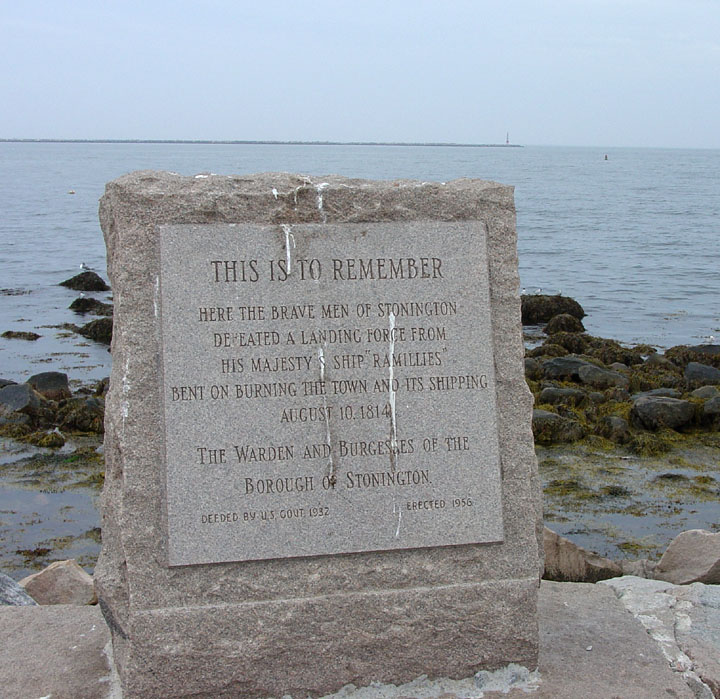 THIS IS TO REMEMBER
HERE THE BRAVE MEN OF STONINGTON
DEFEATED A LANDING FORCE FROM
HIS MAJESTY'S SHIP "RAMILLIES"
BENT ON BURNING THE TOWN AND ITS SHIPPING
AUGUST 10, 1814
THE WARDEN AND BURGESSES OF THE
BOROUGH OF STONINGTON.
DEEDED BY U.S. GOVT. 1932 ERECTED 1956